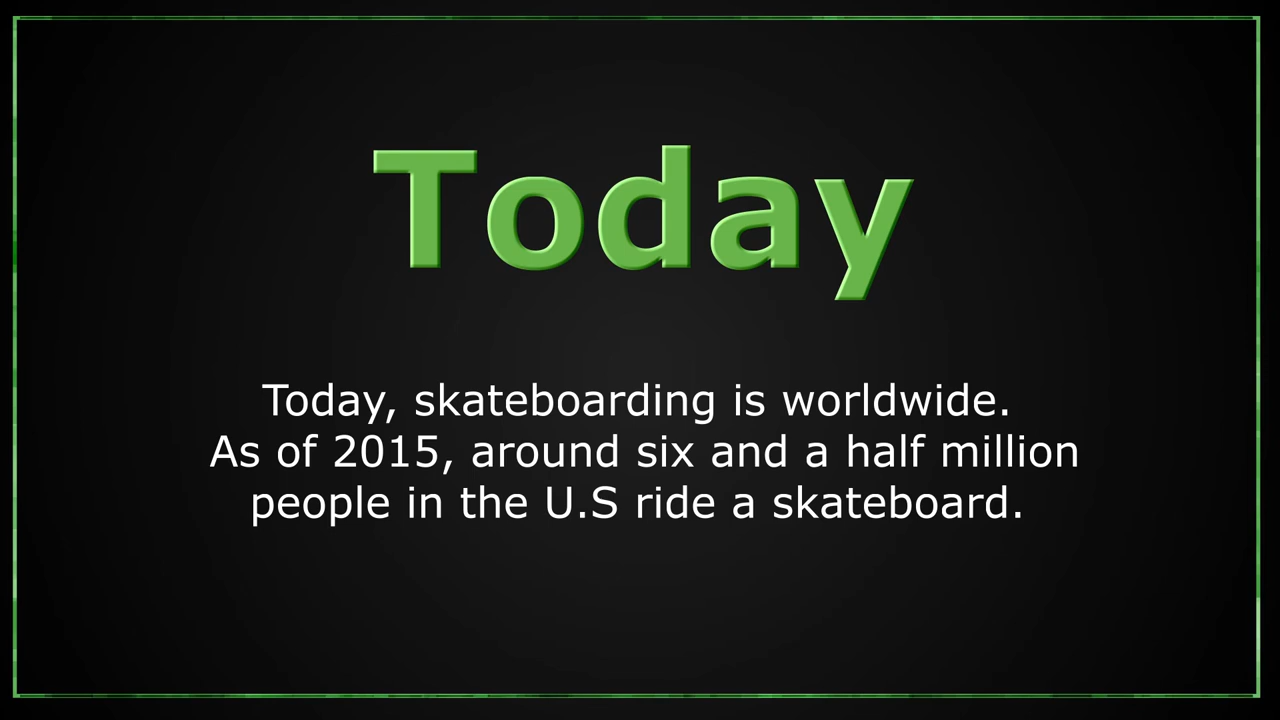 Today
Today, skateboarding is worldwide.
As of 2015, around six and a half million
people in the U.S ride a skateboard.